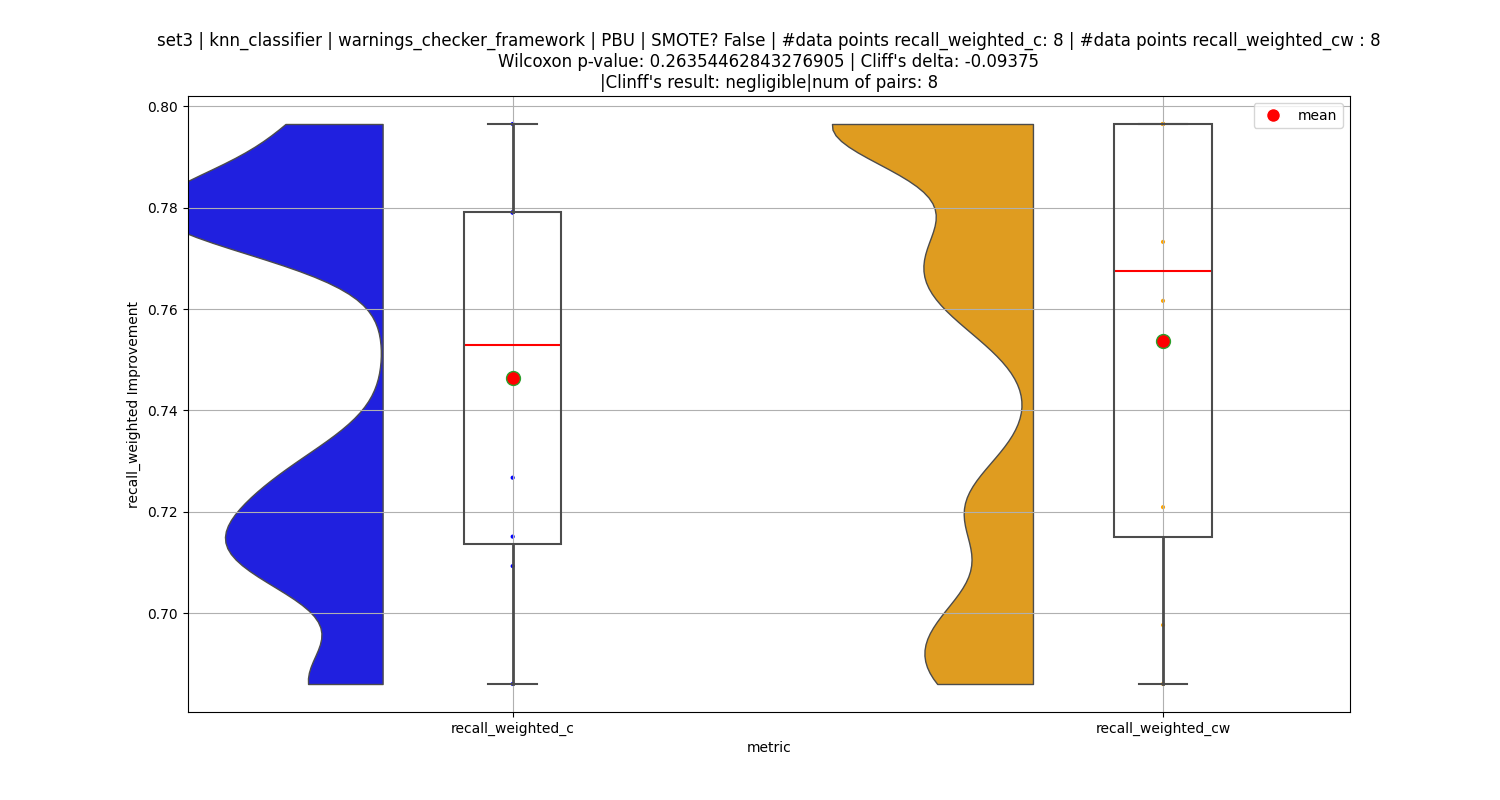 set3 | knn_classifier | warnings_checker_framework | PBU | SMOTE? False | #data points recall_weighted_c: 8 | #data points recall_weighted_cw : 8
Wilcoxon p-value: 0.26354462843276905 | Cliff's delta: -0.09375
|Clinff's result: negligible|num of pairs: 8
mean
0.80
0.78
0.76
0.74
0.72
0.70
recall_weighted Improvement
recall_weighted_c
recall_weighted_cw
metric